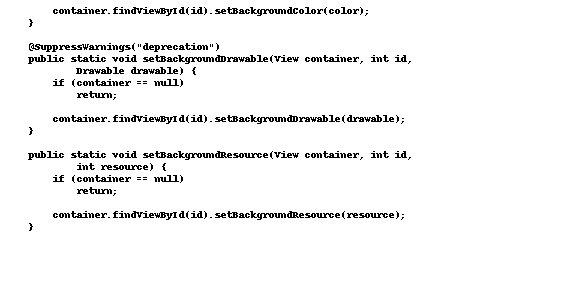 container.findViewById(id).setBackgroundColor(color);
}
@SuppressWarnings("deprecation")
public static void setBackgroundDrawable(View container, int id,
Drawable drawable) {
if (container == null)
return;
container.findViewById(id).setBackgroundDrawable(drawable);
}
public static void setBackgroundResource(View container, int id,
int resource) {
if (container == null)
return;
container.findViewById(id).setBackgroundResource(resource);
}